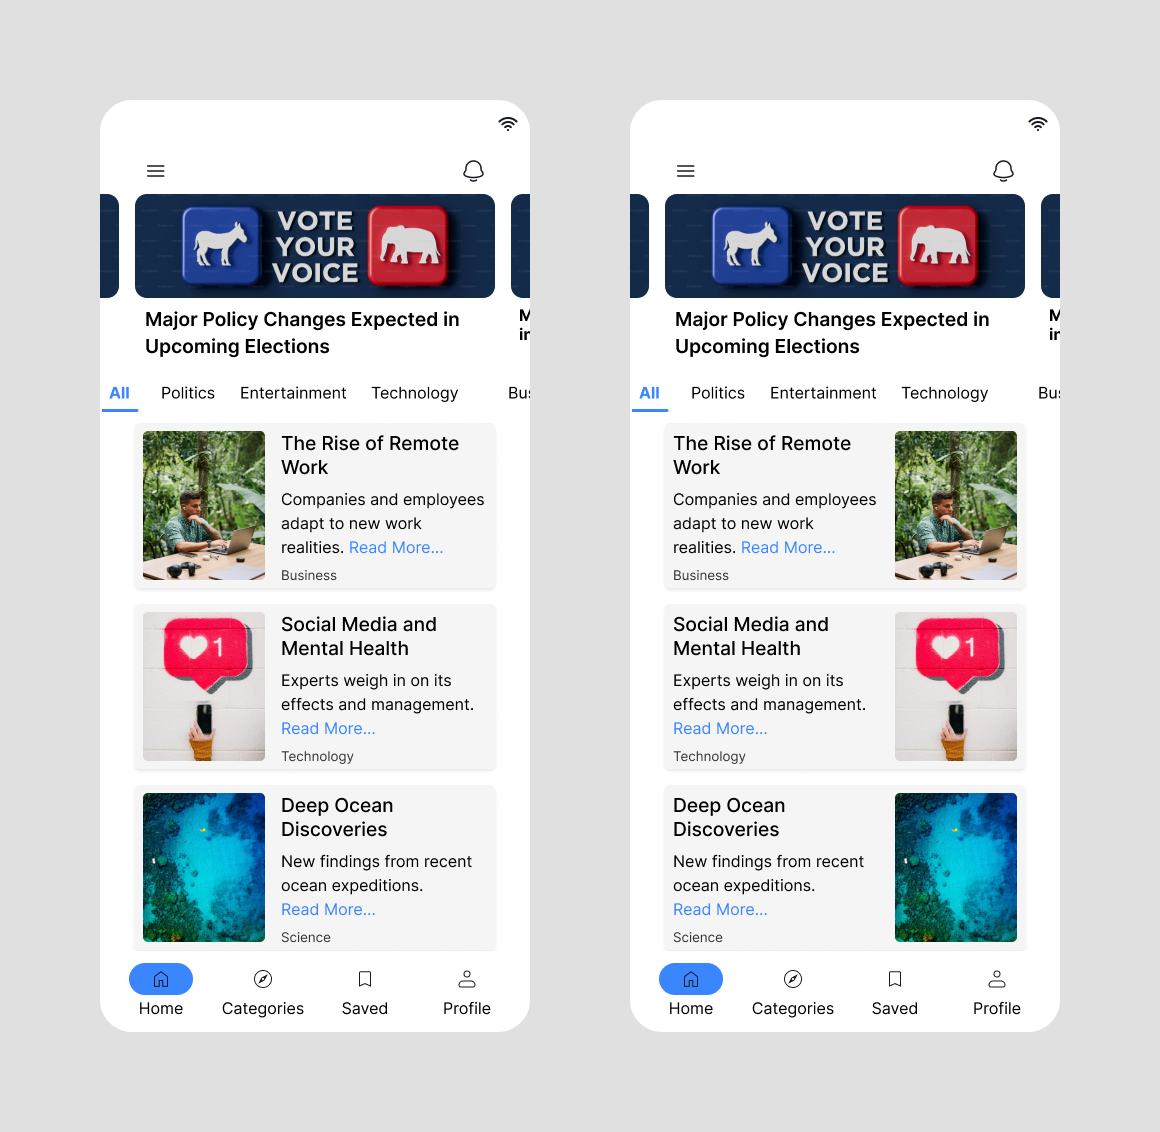 VOTE
YOUR
VOICE
Major Policy Changes Expected in
Upcoming Elections
M
in
All Politics Entertainment Technology Bus
The Rise of Remote
Work
Companies and employees
adapt to new work
realities. Read More...
Business
1
Social Media and
Mental Health
Experts weigh in on its
effects and management.
Read More...
Technology
Deep Ocean
Discoveries
New findings from recent
ocean expeditions.
Read More...
Science
Home Categories Saved Profile
VOTE
YOUR
VOICE
Major Policy Changes Expected in
Upcoming Elections
M
in
All Politics Entertainment Technology Bus
The Rise of Remote
Work
Companies and employees
adapt to new work
realities. Read More...
Business
Social Media and
Mental Health
Experts weigh in on its
effects and management.
Read More...
Technology
1
Deep Ocean
Discoveries
New findings from recent
ocean expeditions.
Read More...
Science
Home Categories Saved Profile